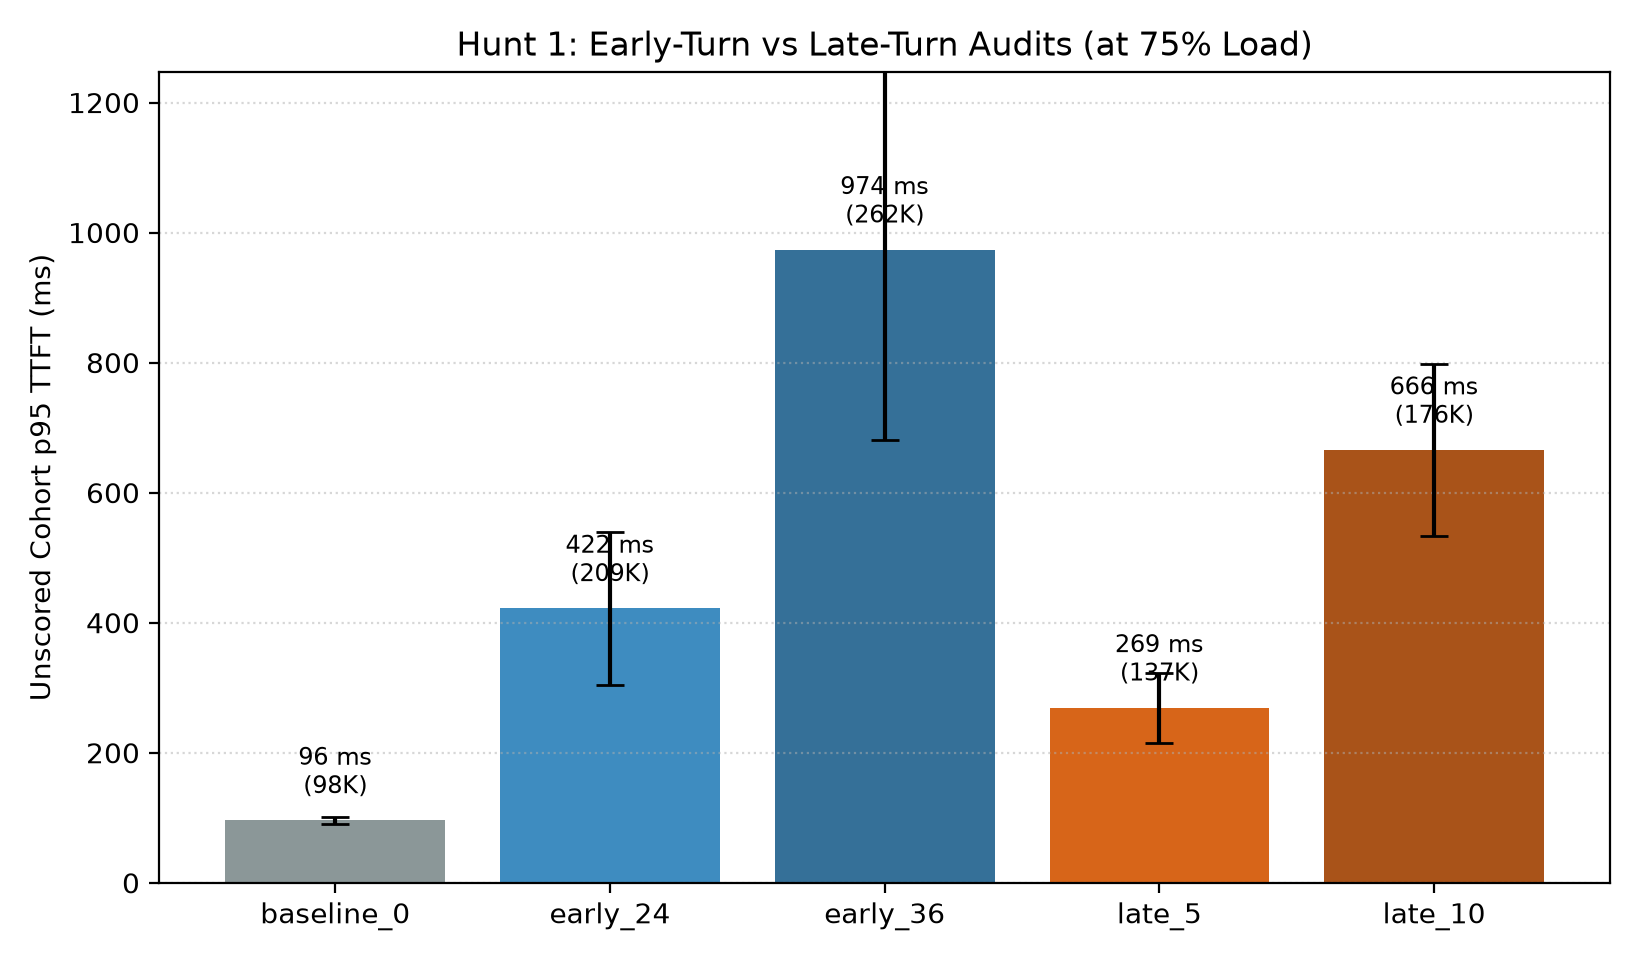 Hunt 1: Early-Turn vs Late-Turn Audits (at 75% Load)
Unscored Cohort p95 TTFT (ms)
1200
1000
800
600
400
200
0
96 ms
(98K)
422 ms
(209K)
974 ms
(262K)
269 ms
(137K)
666 ms
(176K)
baseline_0
early_24
early_36
late_5
late_10